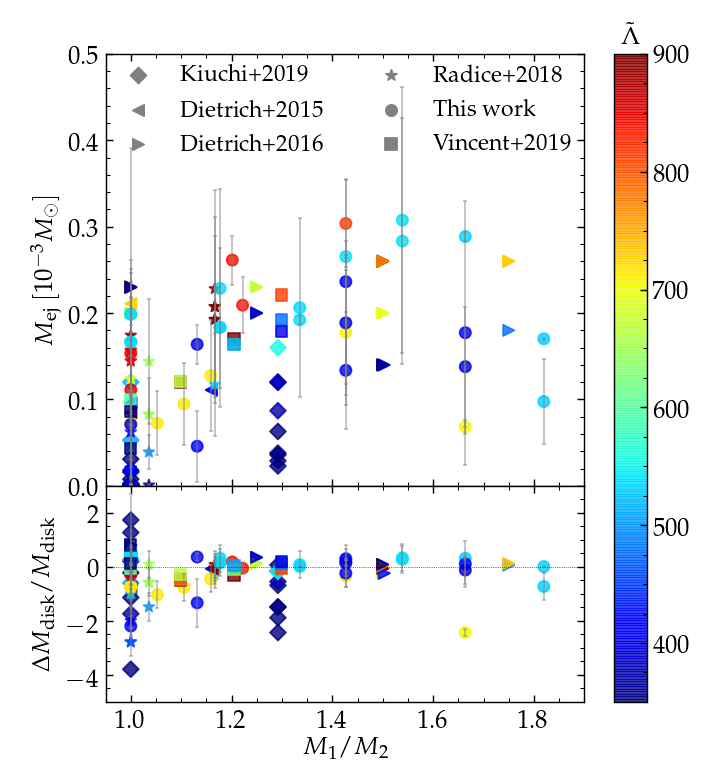 Λ̃
Kiuchi+2019
Radice+2018
Dietrich+2015
This work
Dietrich+2016
Vincent+2019
M_ej [10^−3 M_⊙]
0.5
0.4
0.3
0.2
0.1
0.0
ΔM_disk/M_disk
2
0
−2
−4
1.0 1.2 1.4 1.6 1.8
M_1/M_2
900
800
700
600
500
400